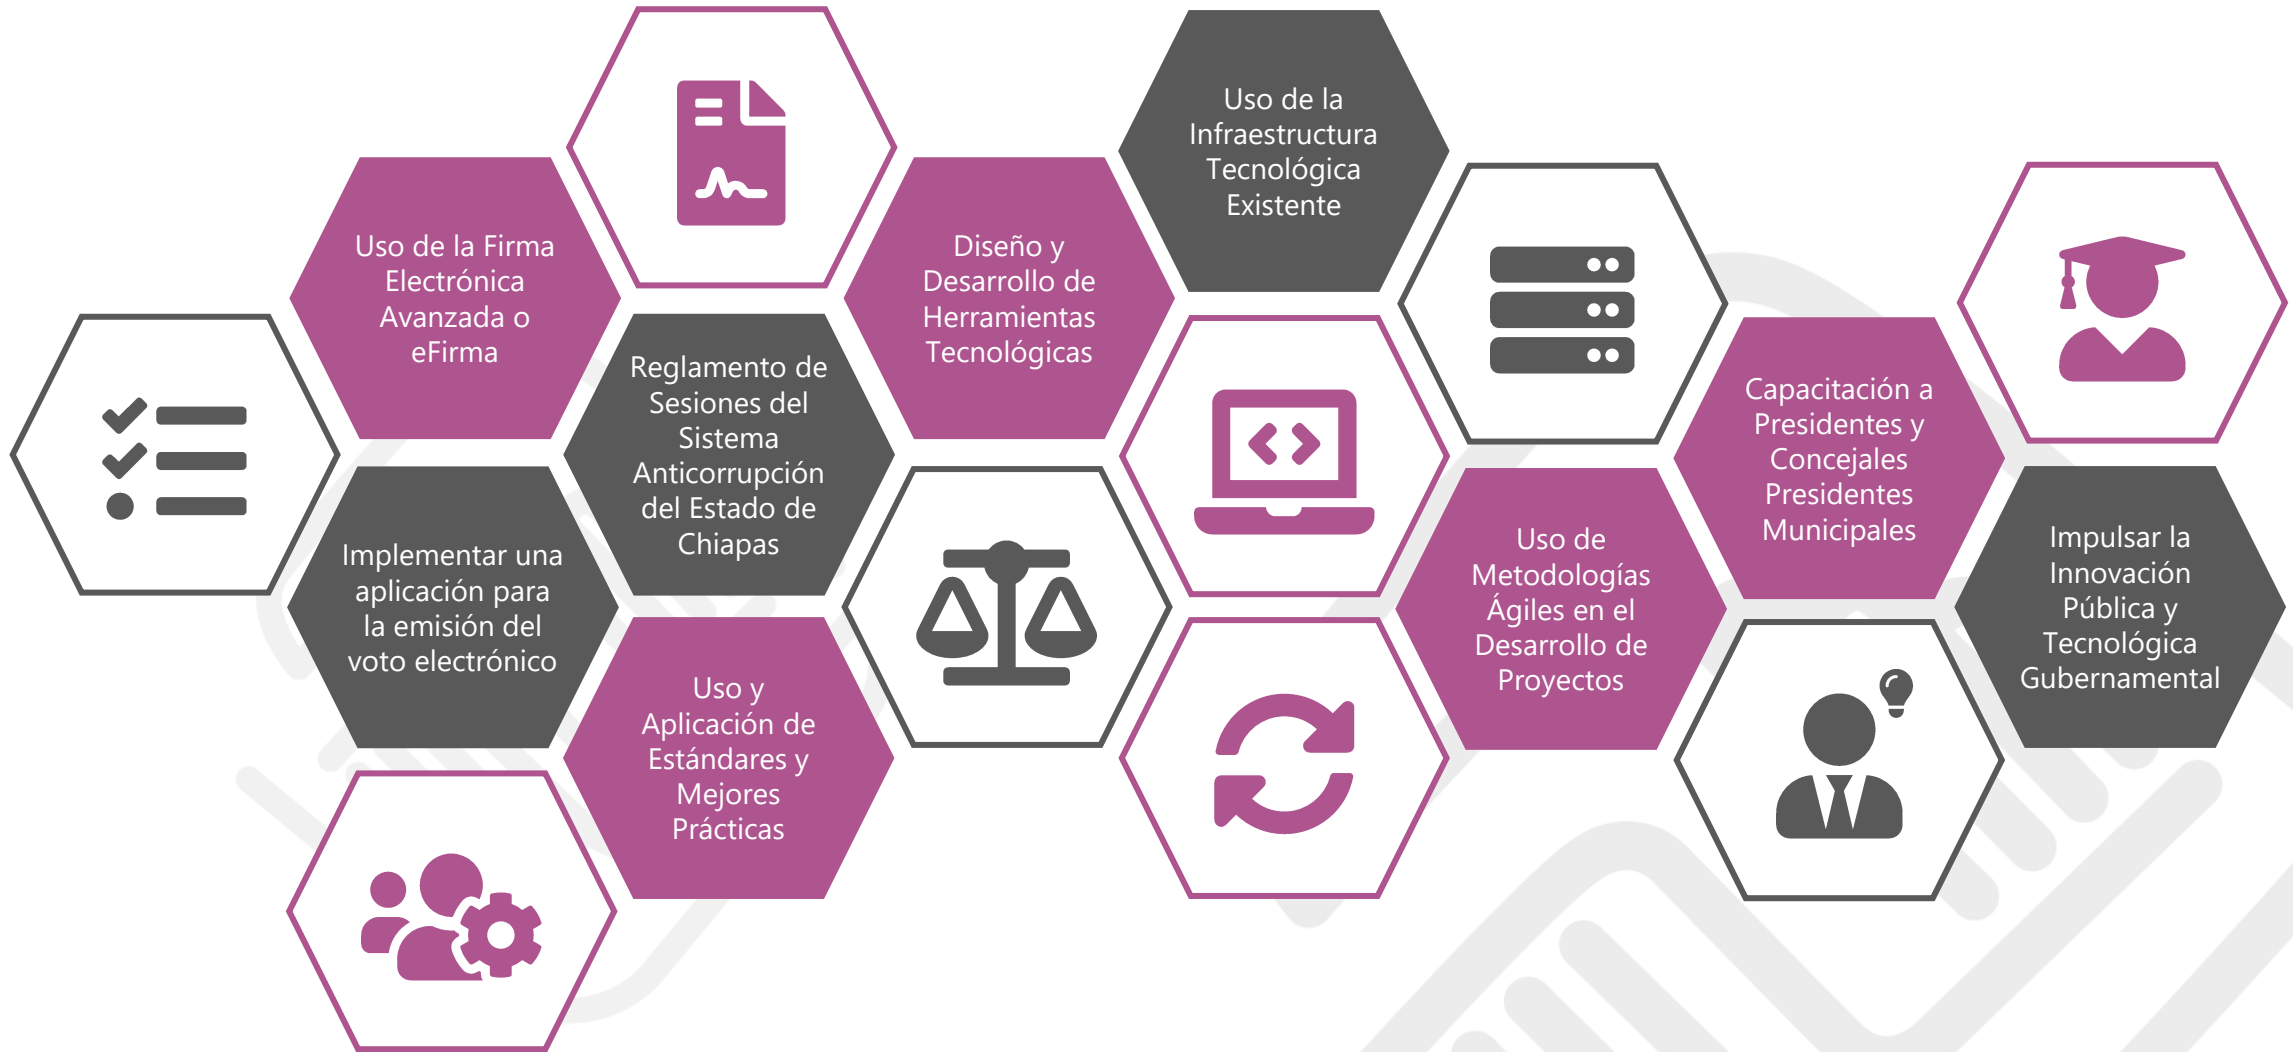 Uso de la Firma
Electrónica
Avanzada o
eFirma
Implementar una
aplicación para
la emisión del
voto electrónico
Reglamento de
Sesiones del
Sistema
Anticorrupción
del Estado de
Chiapas
Uso y
Aplicación de
Estándares y
Mejores
Prácticas
Diseño y
Desarrollo de
Herramientas
Tecnológicas
Uso de la
Infraestructura
Tecnológica
Existente
Uso de
Metodologías
Ágiles en el
Desarrollo de
Proyectos
Capacitación a
Presidentes y
Concejales
Presidentes
Municipales
Impulsar la
Innovación
Pública y
Tecnológica
Gubernamental